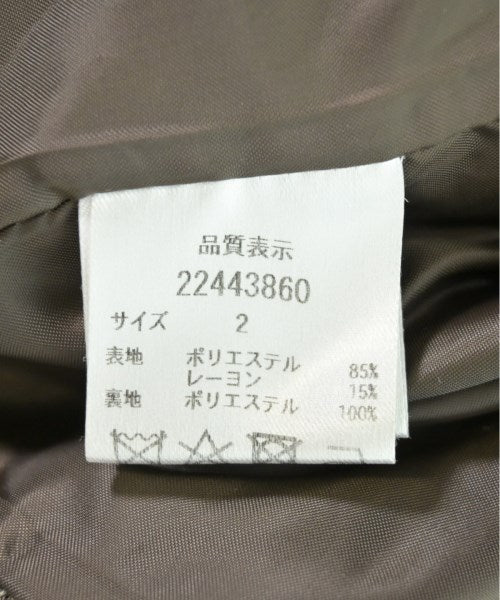 品質表示
22443860
サイズ 2
表地 ポリエステル 85%
レーヨン 15%
裏地 ポリエステル 100%